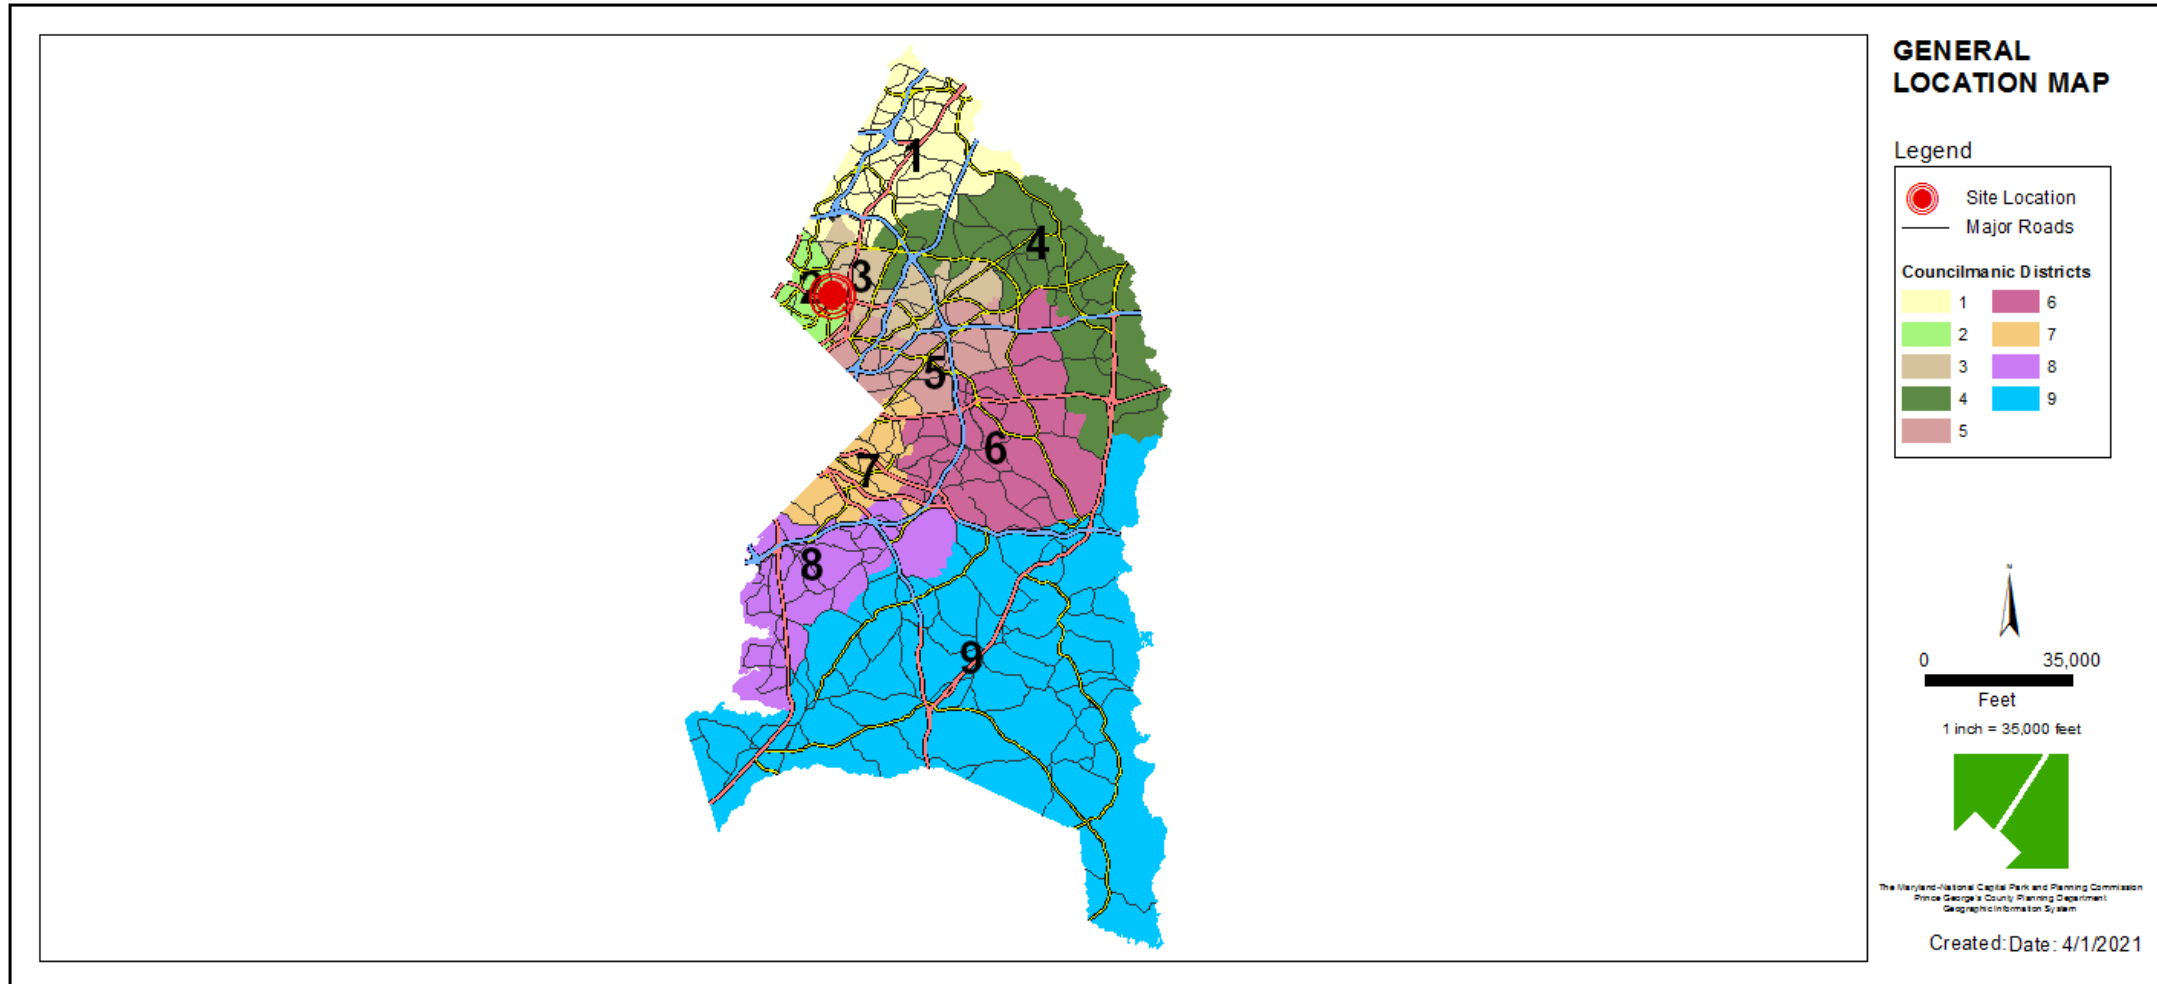 GENERAL
LOCATION MAP
Legend
Site Location
Major Roads
Councilmanic Districts
1 6
2 7
3 8
4 9
5
1
4
2 3
5
6
7
8
9
N
0 35,000
Feet
1 inch = 35,000 feet
The Maryland-National Capital Park and Planning Commission
Prince George's County Planning Department
Geographic Information System
Created: Date: 4/1/2021